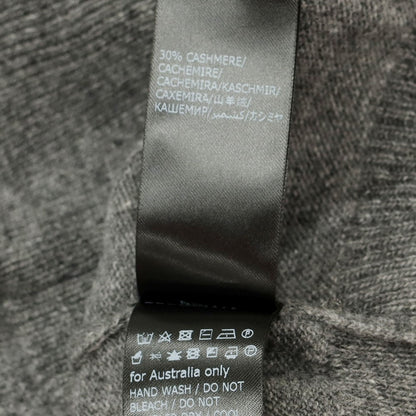 30% CASHMERE/
CACHEMIRE/
CACHEMIRA/KASCHMIR/
CAXEMIRA/山羊绒/
КАШЕМИР/كشمير/カシミヤ
for Australia only
HAND WASH / DO NOT
BLEACH / DO NOT